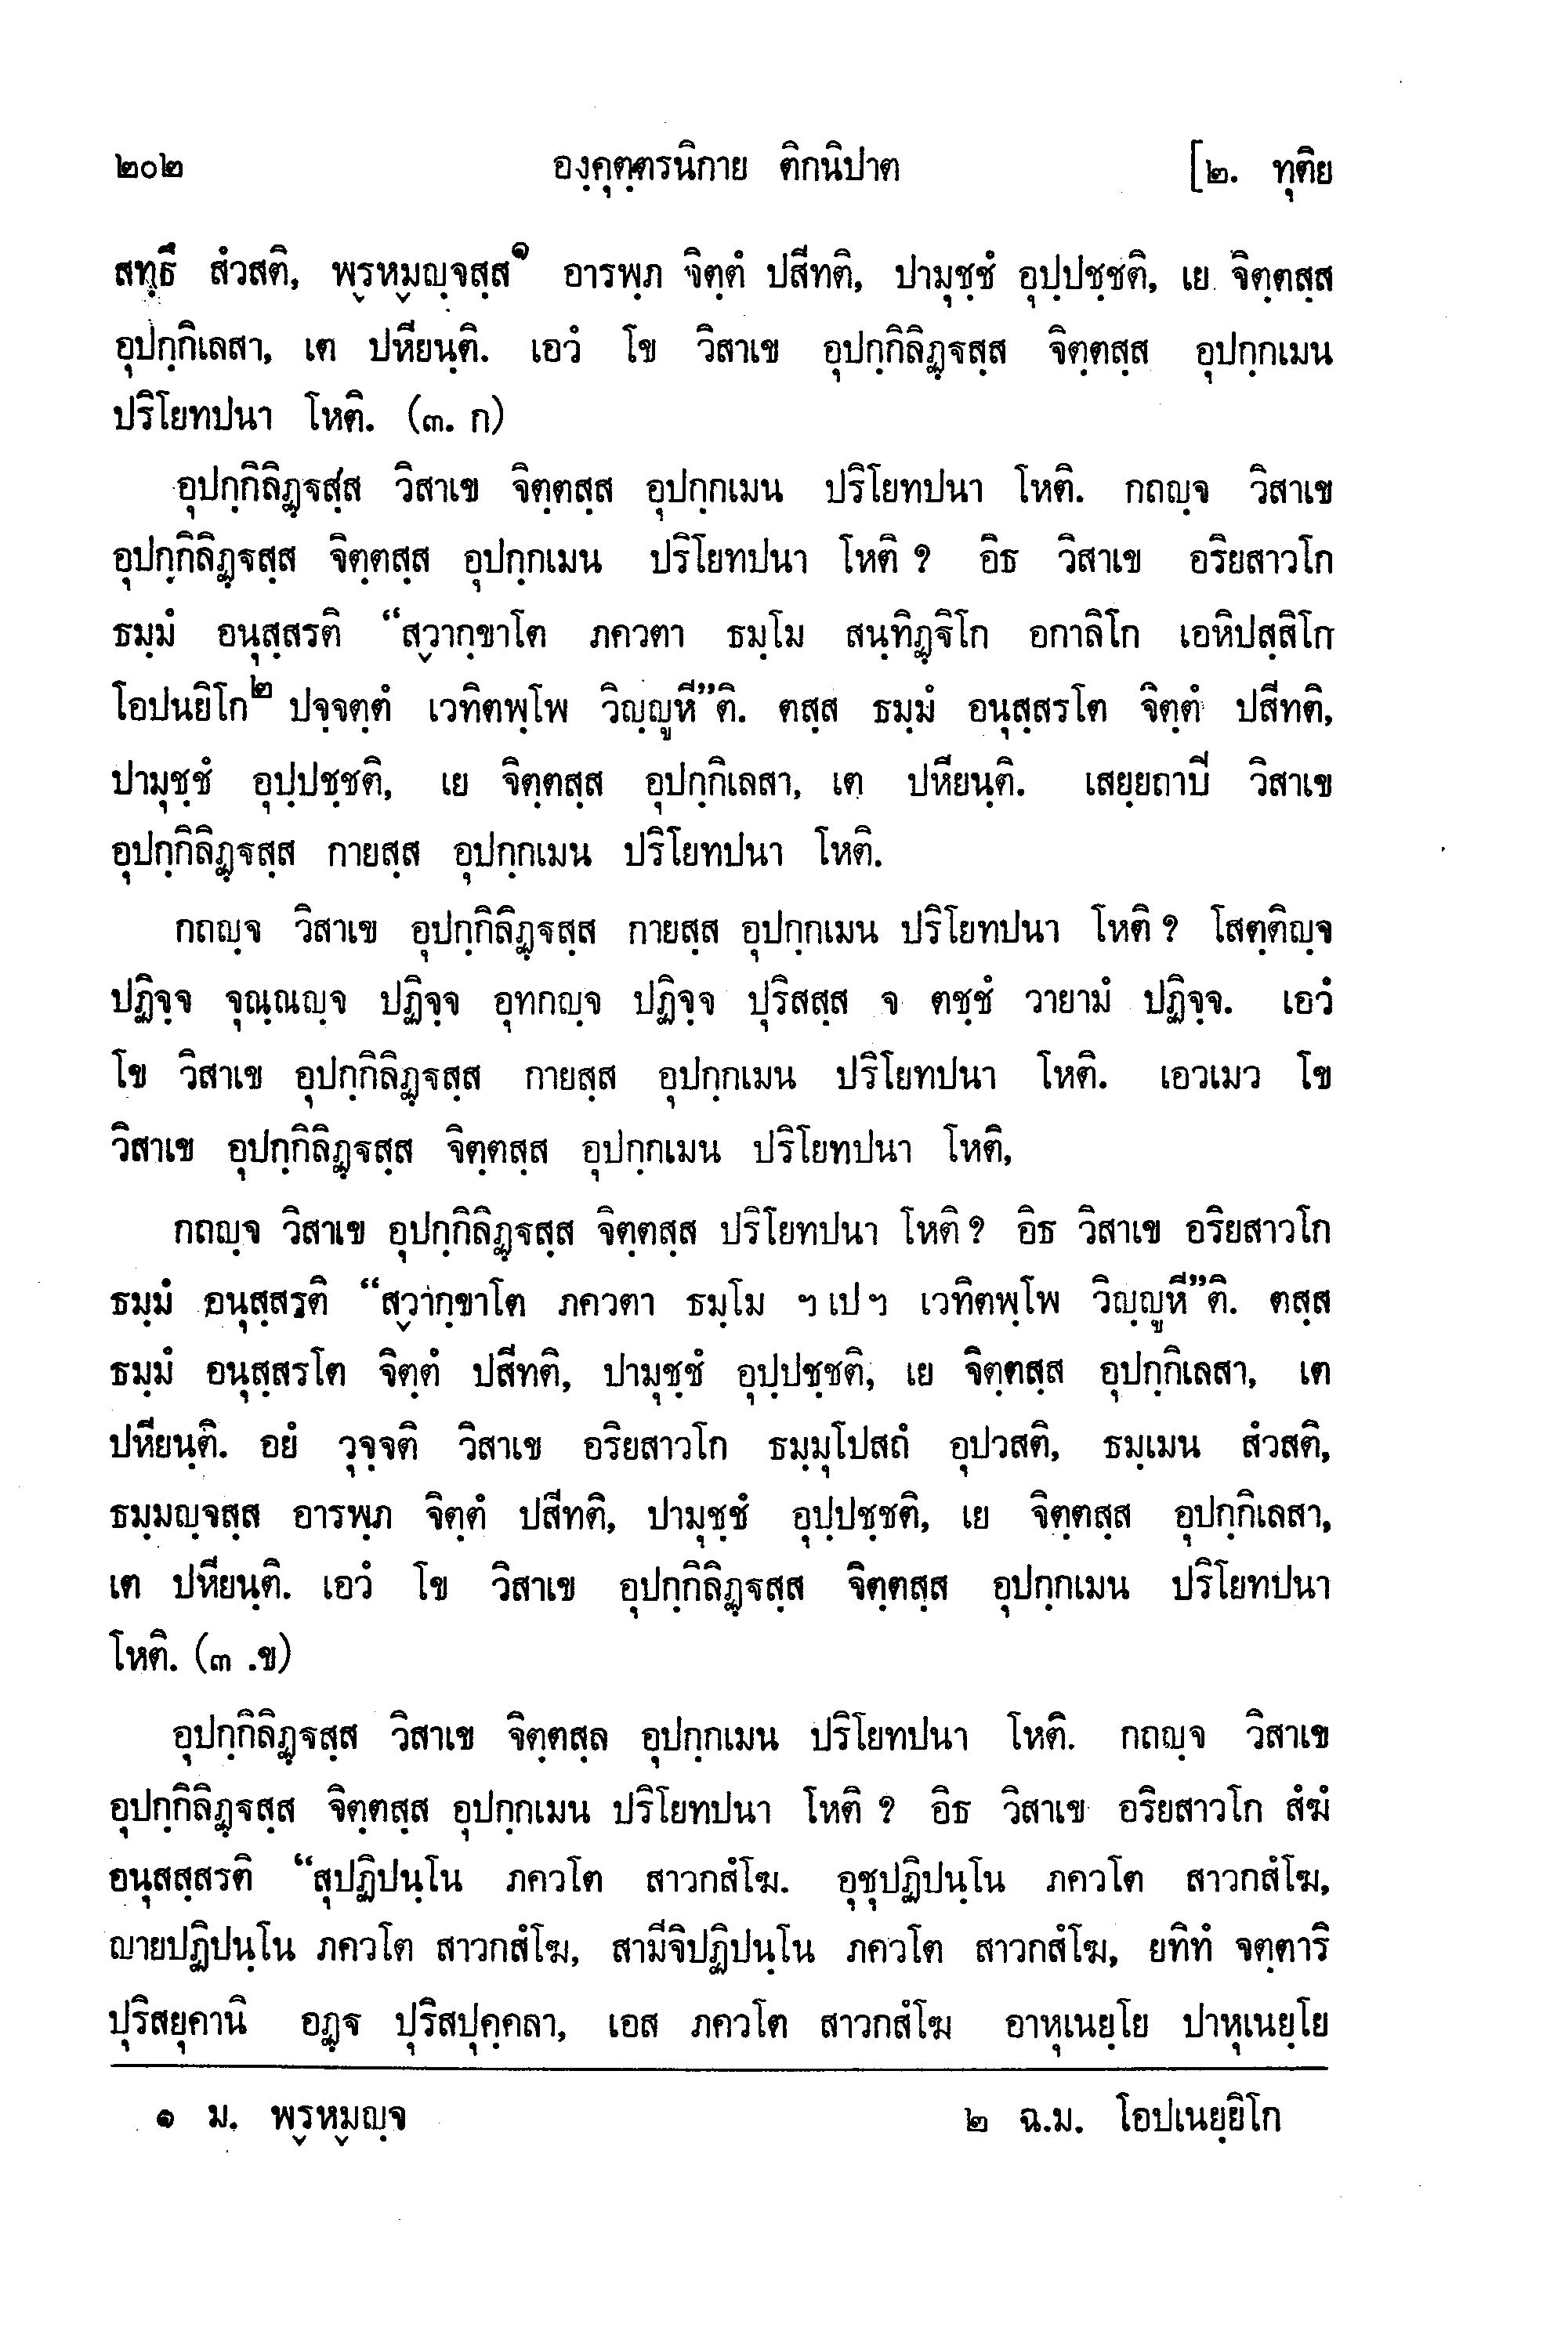 ๒๐๒ องฺคุตฺตรนิกาย ติกนิปาต [๒. ทุติย
สทฺธึ สํวสติ, พฺรหฺมญฺจสฺส๑ อารพฺภ จิตฺตํ ปสีทติ, ปามุชฺชํ อุปฺปชฺชติ, เย จิตฺตสฺส
อุปกฺกิเลสา, เต ปหียนฺติ. เอวํ โข วิสาเข อุปกฺกิลิฏฺฐสฺส จิตฺตสฺส อุปกฺกเมน
ปริโยทปนา โหติ. (๓. ก)
อุปกฺกิลิฏฺฐสฺส วิสาเข จิตฺตสฺส อุปกฺกเมน ปริโยทปนา โหติ. กถญฺจ วิสาเข
อุปกฺกิลิฏฺฐสฺส จิตฺตสฺส อุปกฺกเมน ปริโยทปนา โหติ ? อิธ วิสาเข อริยสาวโก
ธมฺมํ อนุสฺสรติ “สฺวากฺขาโต ภควตา ธมฺโม สนฺทิฏฺฐิโก อกาลิโก เอหิปสฺสิโก
โอปนยิโก๒ ปจฺจตฺตํ เวทิตพฺโพ วิญฺญูหี”ติ. ตสฺส ธมฺมํ อนุสฺสรโต จิตฺตํ ปสีทติ,
ปามุชฺชํ อุปฺปชฺชติ, เย จิตฺตสฺส อุปกฺกิเลสา, เต ปหียนฺติ. เสยฺยถาปี วิสาเข
อุปกฺกิลิฏฺฐสฺส กายสฺส อุปกฺกเมน ปริโยทปนา โหติ.
กถญฺจ วิสาเข อุปกฺกิลิฏฺฐสฺส กายสฺส อุปกฺกเมน ปริโยทปนา โหติ ? โสตฺติญฺจ
ปฏิจฺจ จุณฺณญฺจ ปฏิจฺจ อุทกญฺจ ปฏิจฺจ ปุริสสฺส จ ตชฺชํ วายามํ ปฏิจฺจ. เอวํ
โข วิสาเข อุปกฺกิลิฏฺฐสฺส กายสฺส อุปกฺกเมน ปริโยทปนา โหติ. เอวเมว โข
วิสาเข อุปกฺกิลิฏฺฐสฺส จิตฺตสฺส อุปกฺกเมน ปริโยทปนา โหติ,
กถญฺจ วิสาเข อุปกฺกิลิฏฺฐสฺส จิตฺตสฺส ปริโยทปนา โหติ ? อิธ วิสาเข อริยสาวโก
ธมฺมํ อนุสฺสรติ “สฺวากฺขาโต ภควตา ธมฺโม ฯ เป ฯ เวทิตพฺโพ วิญฺญูหี”ติ. ตสฺส
ธมฺมํ อนุสฺสรโต จิตฺตํ ปสีทติ, ปามุชฺชํ อุปฺปชฺชติ, เย จิตฺตสฺส อุปกฺกิเลสา, เต
ปหียนฺติ. อยํ วุจฺจติ วิสาเข อริยสาวโก ธมฺมุโปสถํ อุปวสติ, ธมฺเมน สํวสติ,
ธมฺมญฺจสฺส อารพฺภ จิตฺตํ ปสีทติ, ปามุชฺชํ อุปฺปชฺชติ, เย จิตฺตสฺส อุปกฺกิเลสา,
เต ปหียนฺติ. เอวํ โข วิสาเข อุปกฺกิลิฏฺฐสฺส จิตฺตสฺส อุปกฺกเมน ปริโยทปนา
โหติ. (๓ .ข)
อุปกฺกิลิฏฺฐสฺส วิสาเข จิตฺตสฺล อุปกฺกเมน ปริโยทปนา โหติ. กถญฺจ วิสาเข
อุปกฺกิลิฏฺฐสฺส จิตฺตสฺส อุปกฺกเมน ปริโยทปนา โหติ ? อิธ วิสาเข อริยสาวโก สํฆํ
อนุสสฺสรติ “สุปฏิปนฺโน ภควโต สาวกสํโฆ. อุชุปฏิปนฺโน ภควโต สาวกสํโฆ,
ญายปฏิปนฺโน ภควโต สาวกสํโฆ, สามีจิปฏิปนฺโน ภควโต สาวกสํโฆ, ยทิทํ จตฺตาริ
ปุริสยุคานิ อฏฺฐ ปุริสปุคฺคลา, เอส ภควโต สาวกสํโฆ อาหุเนยฺโย ปาหุเนยฺโย
๑ ม. พฺรหฺมูญฺจ ๒ ฉ.ม. โอปเนยฺยิโก